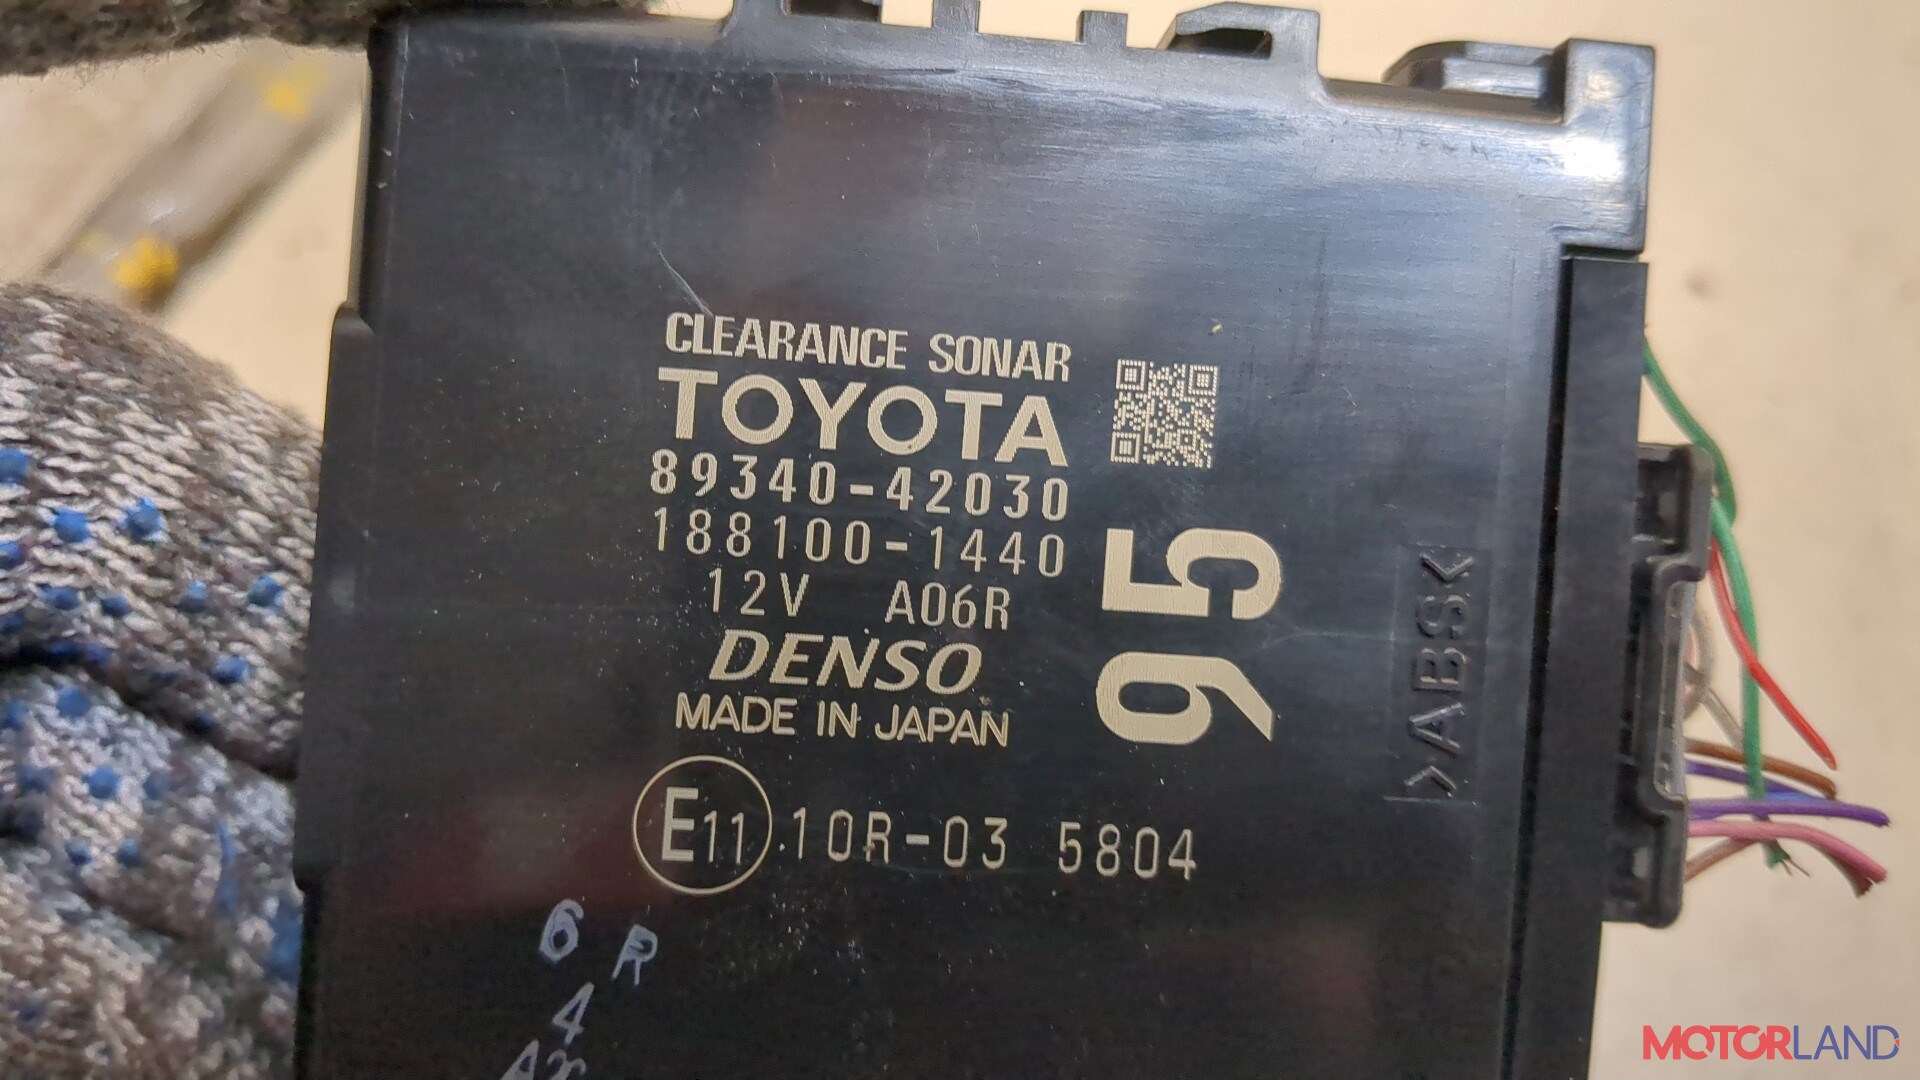 CLEARANCE SONAR
TOYOTA
89340-42030
188100-1440
12V A06R
DENSO
MADE IN JAPAN
95
>ABS<
E11 10R-03 5804
6 R
4
MOTORLAND